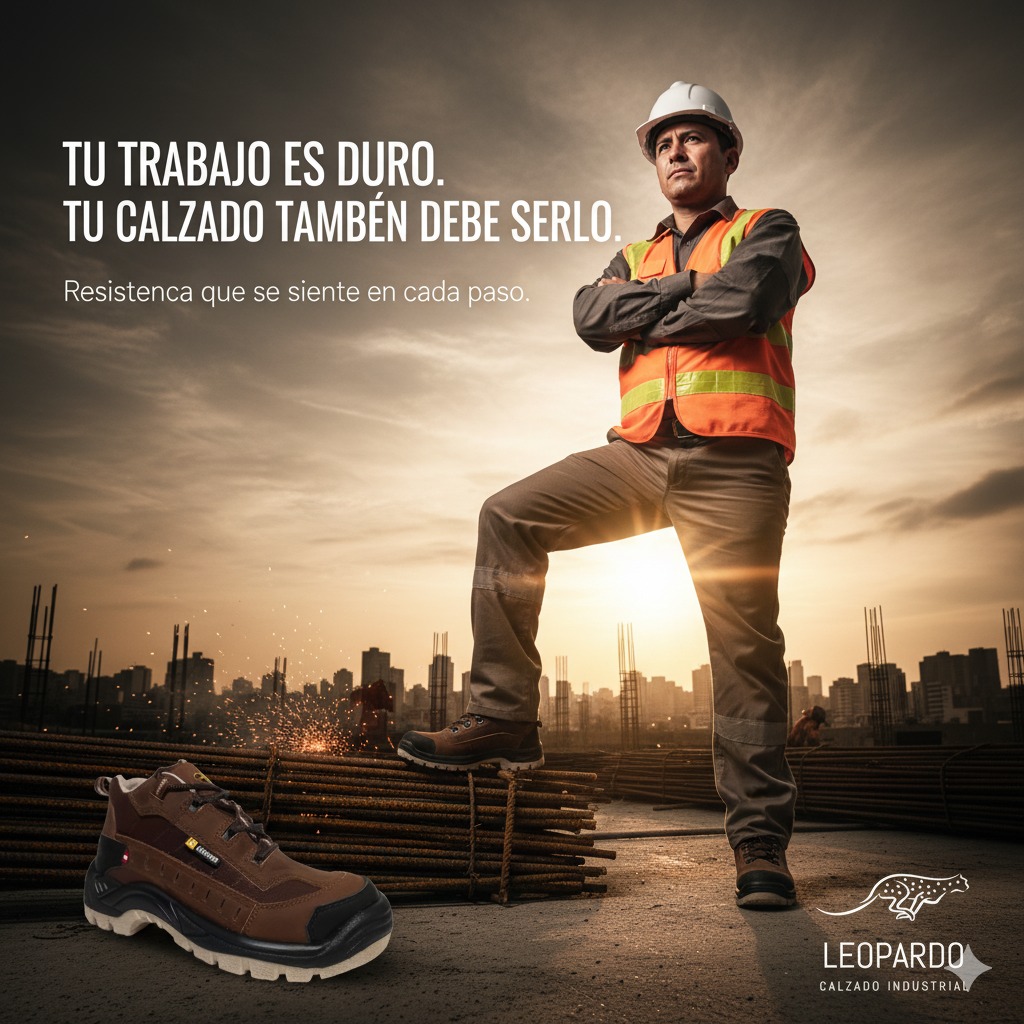 TU TRABAJO ES DURO.
TU CALZADO TAMBÉN DEBE SERLO.
Resistenca que se siente en cada paso.
LEOPARDO
CALZADO INDUSTRIAL